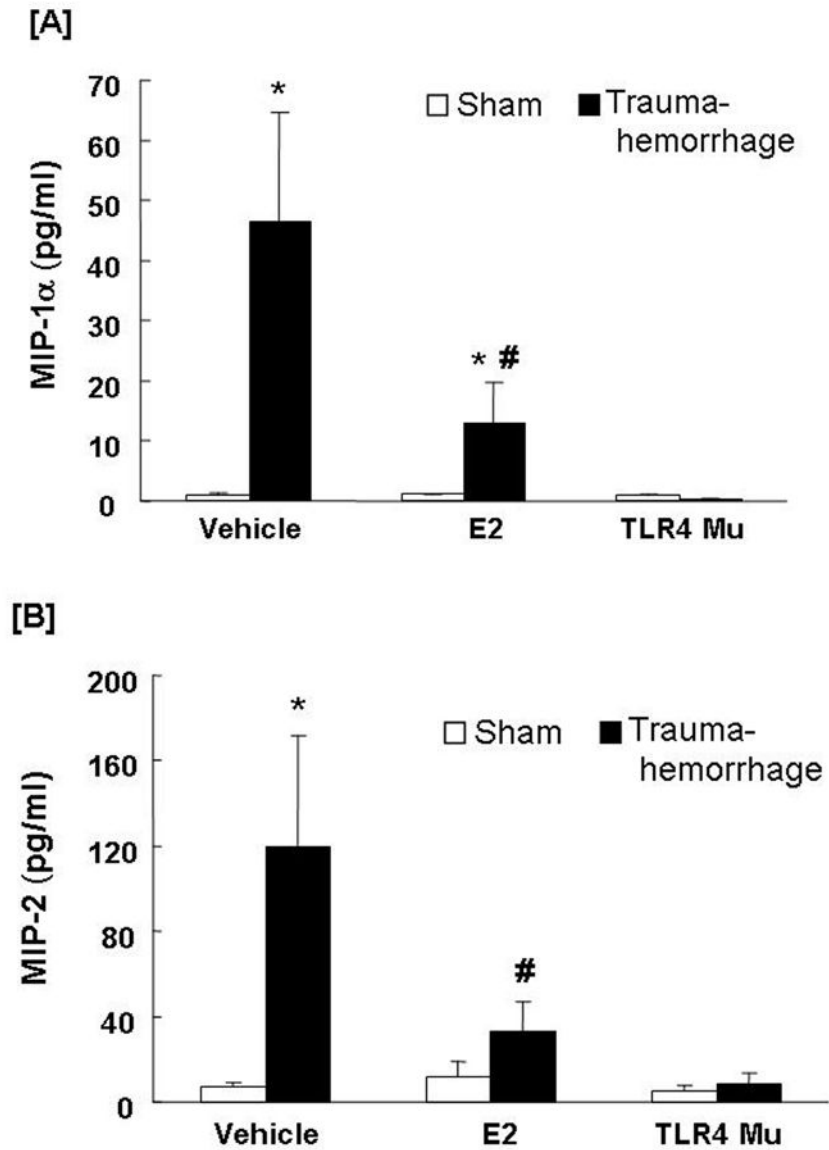 [A]
70
60
50
40
30
20
10
0
MIP-1α (pg/ml)
*
* #
Sham
Trauma-
hemorrhage
Vehicle
E2
TLR4 Mu
[B]
200
160
120
80
40
0
MIP-2 (pg/ml)
*
#
Sham
Trauma-
hemorrhage
Vehicle
E2
TLR4 Mu